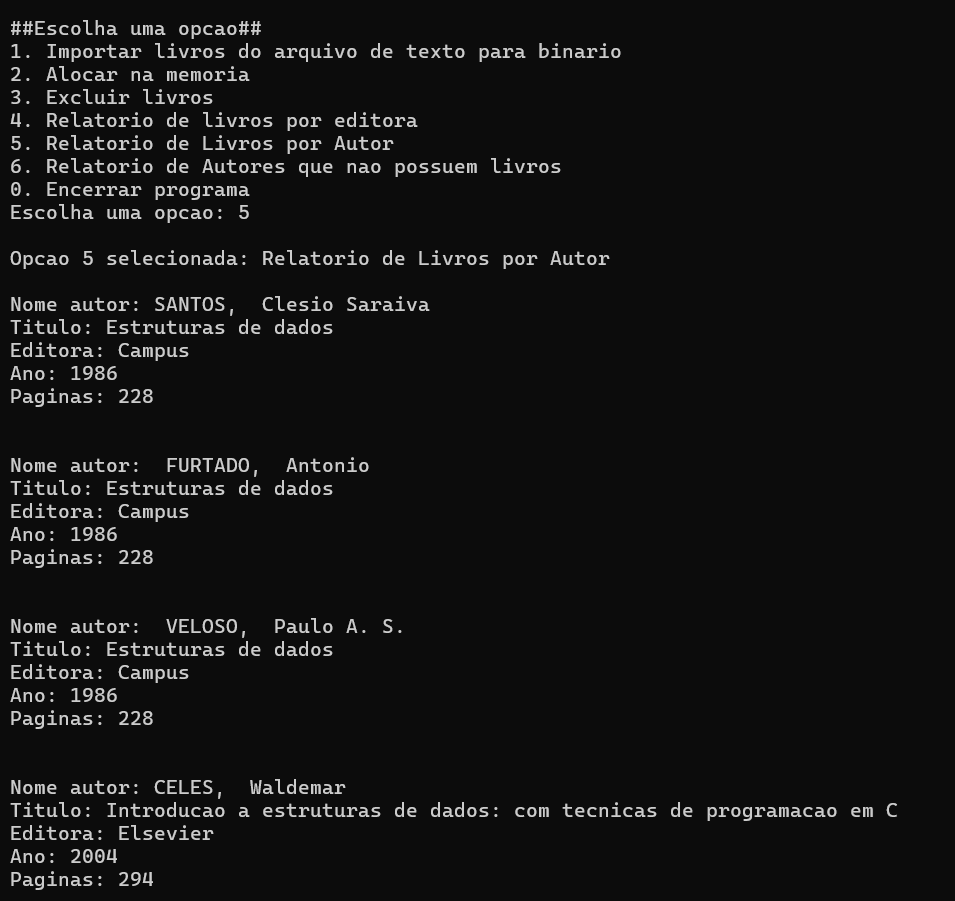 ##Escolha uma opcao##
1. Importar livros do arquivo de texto para binario
2. Alocar na memoria
3. Excluir livros
4. Relatorio de livros por editora
5. Relatorio de Livros por Autor
6. Relatorio de Autores que nao possuem livros
0. Encerrar programa
Escolha uma opcao: 5
Opcao 5 selecionada: Relatorio de Livros por Autor
Nome autor: SANTOS,  Clesio Saraiva
Titulo: Estruturas de dados
Editora: Campus
Ano: 1986
Paginas: 228
Nome autor:  FURTADO,  Antonio
Titulo: Estruturas de dados
Editora: Campus
Ano: 1986
Paginas: 228
Nome autor:  VELOSO,  Paulo A. S.
Titulo: Estruturas de dados
Editora: Campus
Ano: 1986
Paginas: 228
Nome autor: CELES,  Waldemar
Titulo: Introducao a estruturas de dados: com tecnicas de programacao em C
Editora: Elsevier
Ano: 2004
Paginas: 294